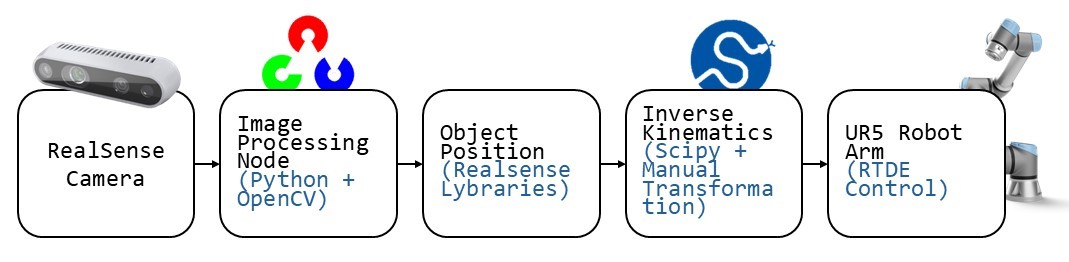 RealSense
Camera
Image
Processing
Node
(Python +
OpenCV)
Object
Position
(Realsense
Lybraries)
Inverse
Kinematics
(Scipy +
Manual
Transforma
tion)
UR5 Robot
Arm
(RTDE
Control)